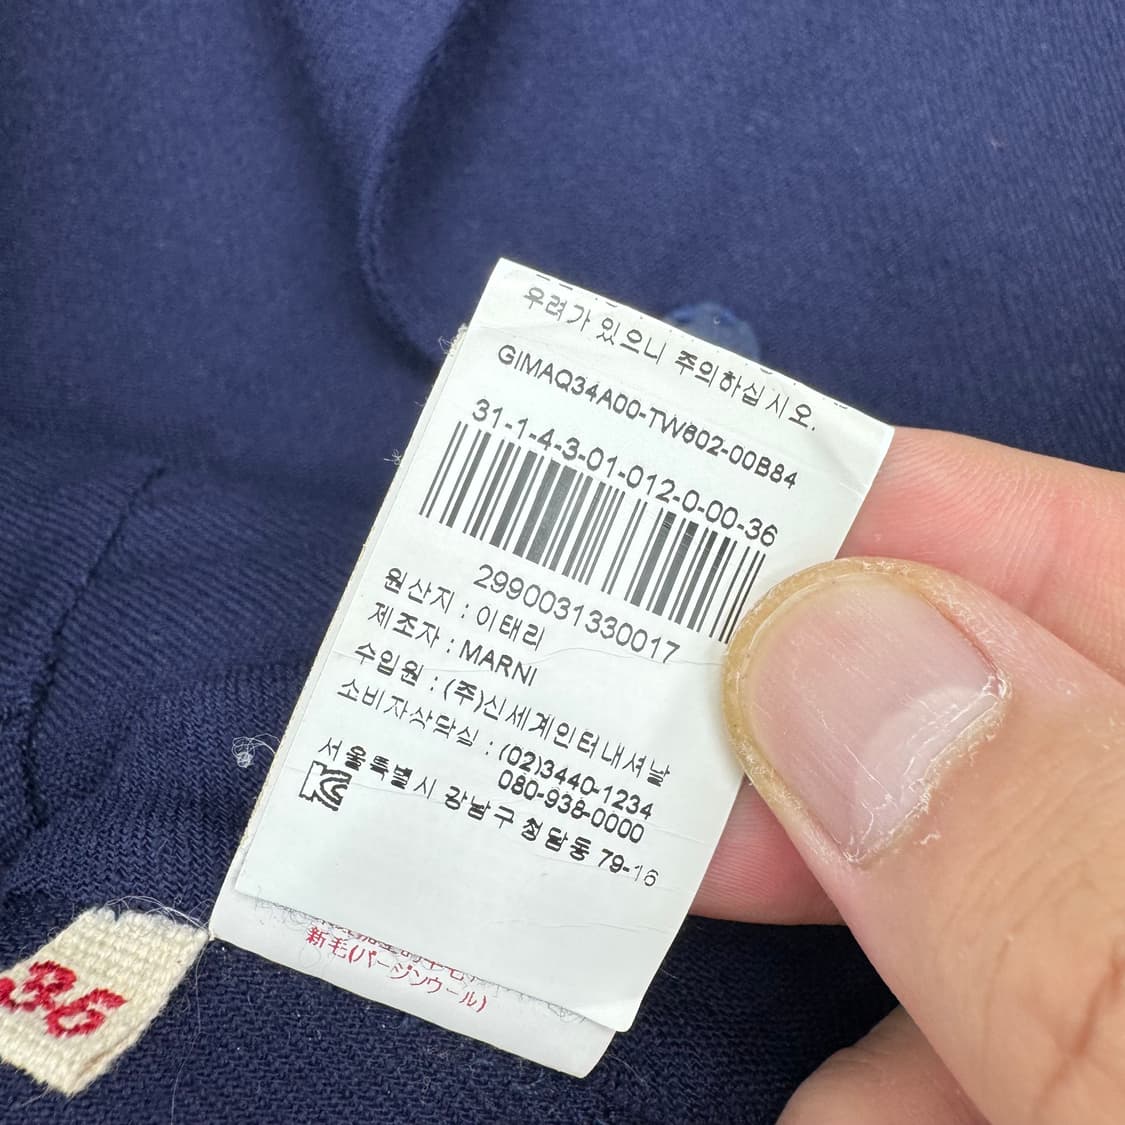 우려가 있으니 주의하십시오.
GIMAQ34A00-TW602-00B84
31-1-4-3-01-012-0-00-36
2990031330017
원산지 : 이태리
제조자 : MARNI
수입원 : (주)신세계인터내셔날
소비자상담실 : (02)3440-1234
080-938-0000
서울특별시 강남구 청담동 79-16
新毛(バージンウール)
36